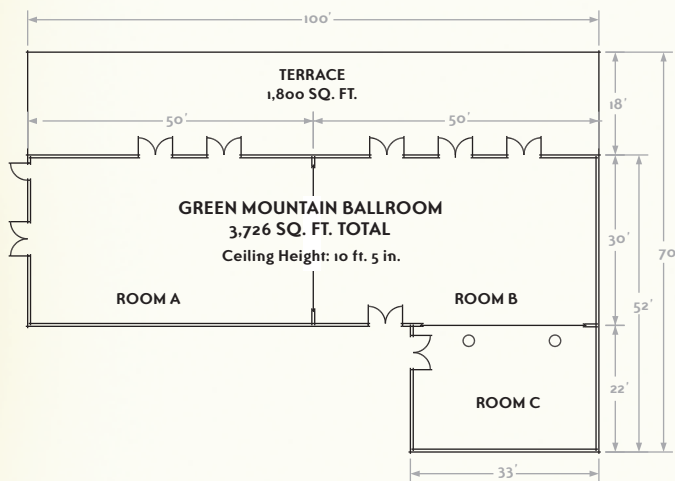 100'
TERRACE
1,800 SQ. FT.
50'
50'
18'
GREEN MOUNTAIN BALLROOM
3,726 SQ. FT. TOTAL
Ceiling Height: 10 ft. 5 in.
30'
70
52'
ROOM A
ROOM B
22'
ROOM C
33'